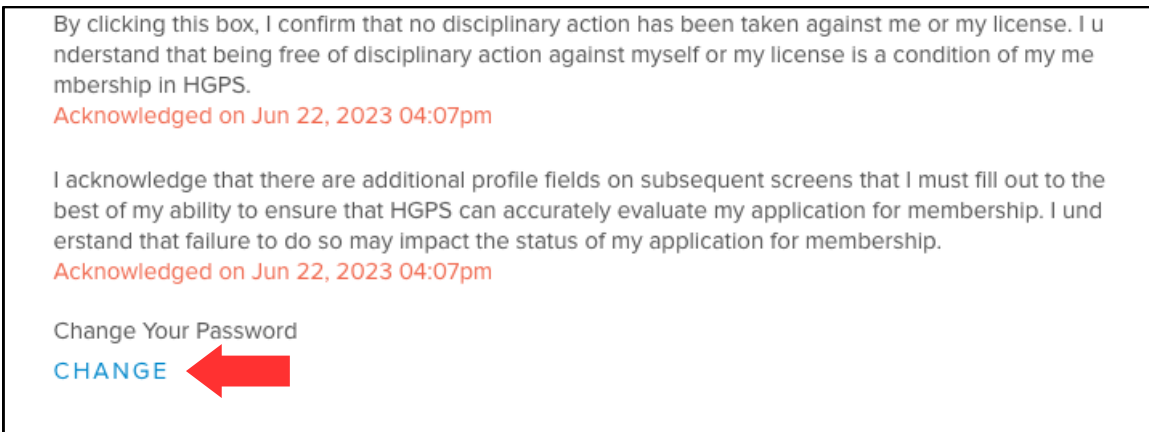 By clicking this box, I confirm that no disciplinary action has been taken against me or my license. I u
nderstand that being free of disciplinary action against myself or my license is a condition of my me
mbership in HGPS.
Acknowledged on Jun 22, 2023 04:07pm
I acknowledge that there are additional profile fields on subsequent screens that I must fill out to the
best of my ability to ensure that HGPS can accurately evaluate my application for membership. I und
erstand that failure to do so may impact the status of my application for membership.
Acknowledged on Jun 22, 2023 04:07pm
Change Your Password
CHANGE